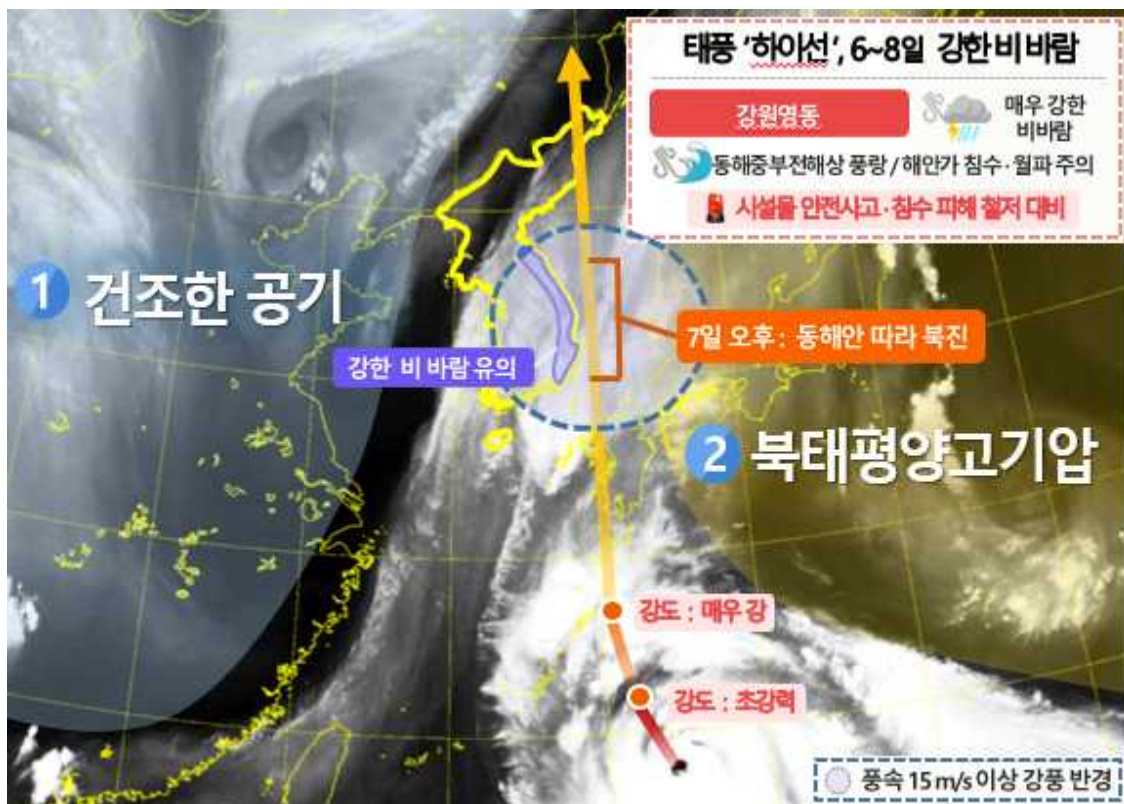 태풍 '하이선', 6~8일 강한 비 바람
강원영동
매우 강한
비바람
동해중부전해상 풍랑 / 해안가 침수·월파 주의
시설물 안전사고·침수 피해 철저 대비
1 건조한 공기
7일 오후 : 동해안 따라 북진
강한 비 바람 유의
2 북태평양고기압
강도 : 매우 강
강도 : 초강력
풍속 15 m/s 이상 강풍 반경